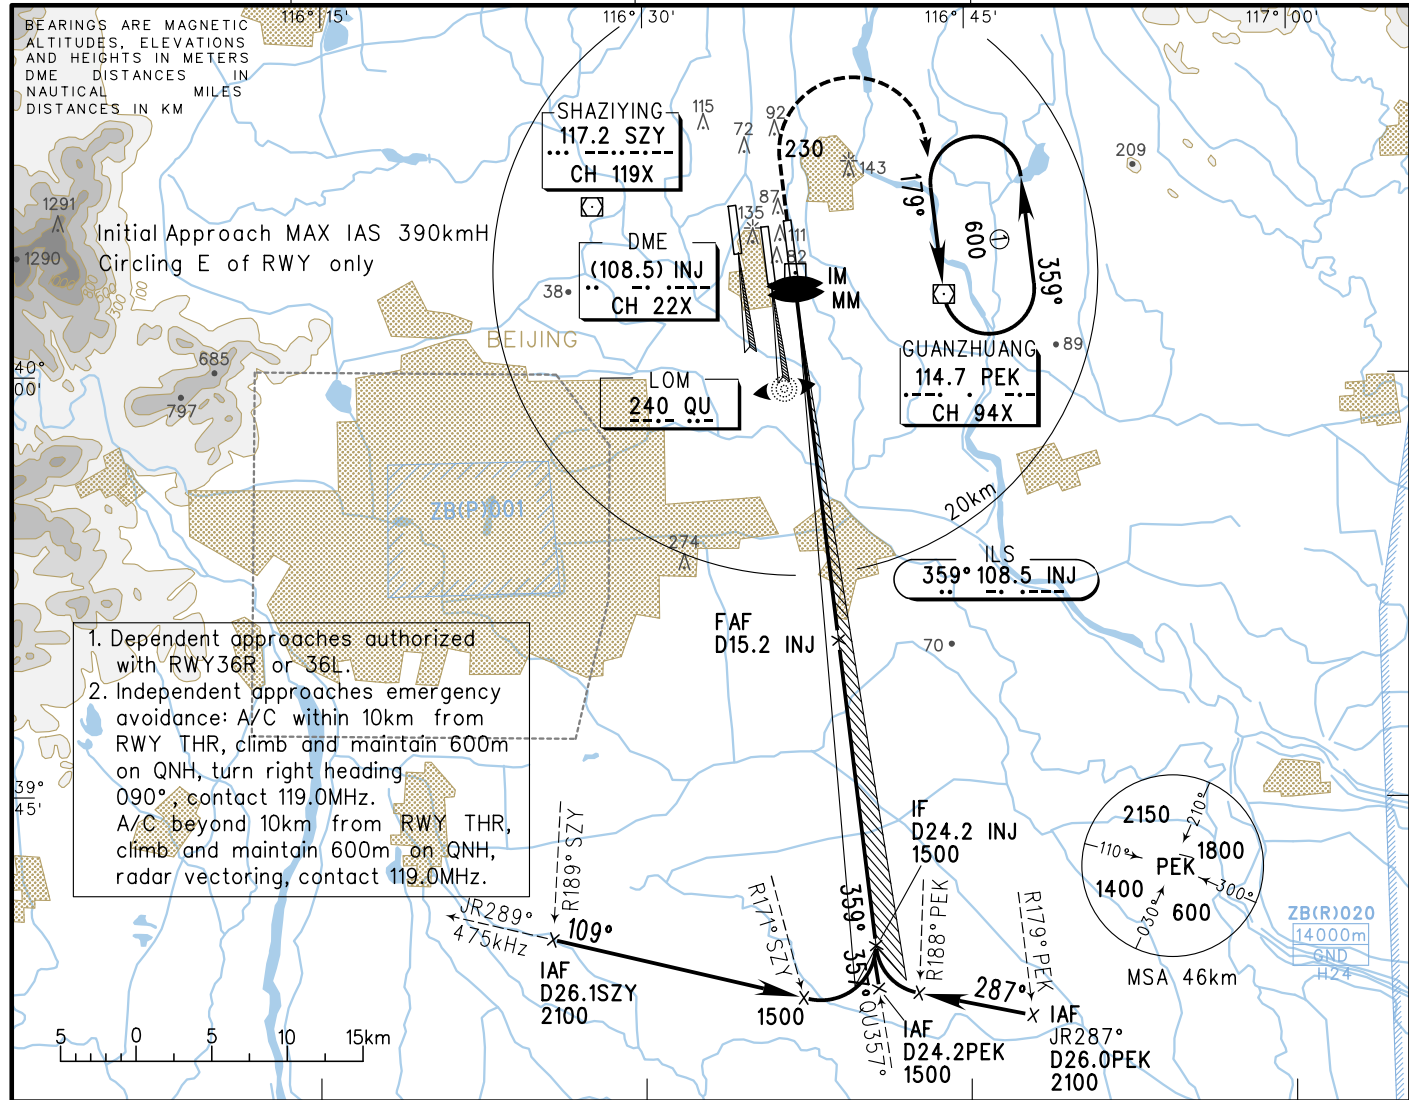 116° 15'
116° 30'
116° 45'
117° 00'
BEARINGS ARE MAGNETIC
ALTITUDES, ELEVATIONS
AND HEIGHTS IN METERS
DME DISTANCES IN
NAUTICAL MILES
DISTANCES IN KM
SHAZIYING
117.2 SZY
CH 119X
115
72
92
230
143
209
87
135
111
82
179°
600
1
359°
1291
1290
Initial Approach MAX IAS 390kmH
Circling E of RWY only
100
300
500
600
DME
(108.5) INJ
CH 22X
38
IM
MM
BEIJING
GUANZHUANG
114.7 PEK
CH 94X
89
685
797
40°
00'
LOM
240 QU
20km
ZB(P)001
274
ILS
359° 108.5 INJ
FAF
D15.2 INJ
70
1. Dependent approaches authorized
with RWY36R or 36L.
2. Independent approaches emergency
avoidance: A/C within 10km from
RWY THR, climb and maintain 600m
on QNH, turn right heading
090°, contact 119.0MHz.
A/C beyond 10km from RWY THR,
climb and maintain 600m on QNH,
radar vectoring, contact 119.0MHz.
39°
45'
IF
D24.2 INJ
1500
2150
210°
110°
PEK
1800
1400
300°
030°
600
MSA 46km
ZB(R)020
14000m
GND
H24
R189° SZY
R171° SZY
359°
R188° PEK
R179° PEK
JR289°
475kHz
109°
IAF
D26.1SZY
2100
1500
357°
QU357°
287°
IAF
D24.2PEK
1500
IAF
JR287°
D26.0PEK
2100
5 0 5 10 15km